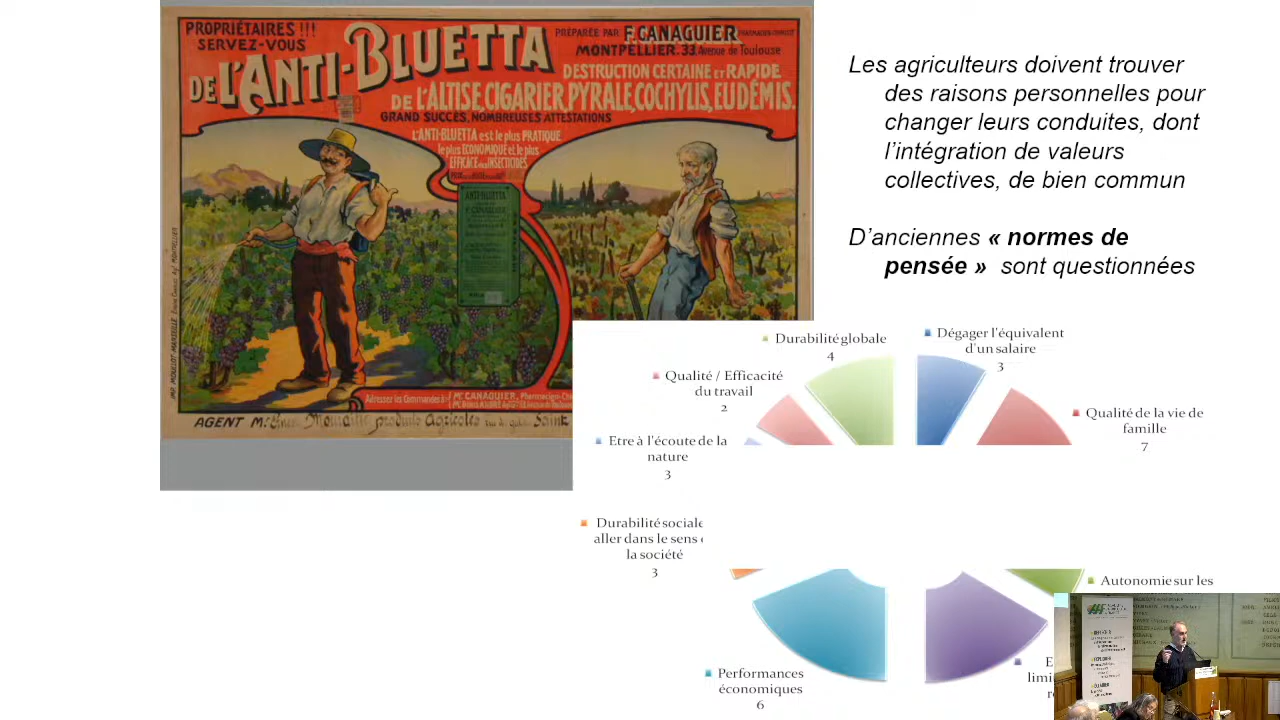 PROPRIÉTAIRES !!!
SERVEZ-VOUS
DE L'ANTI-BLUETTA
PRÉPARÉE PAR F. CANAGUIER
MONTPELLIER. 33, Avenue de Toulouse
DESTRUCTION CERTAINE ET RAPIDE
DE L'ALTISE, CIGARIER, PYRALE, COCHYLIS, EUDÉMIS.
GRAND SUCCÈS, NOMBREUSES ATTESTATIONS
L'ANTI-BLUETTA est le plus PRATIQUE
le plus ECONOMIQUE et le plus
EFFICACE des INSECTICIDES
ANTI-BLUETTA
Adresser les Commandes à
AGENT
produits Agricoles
Les agriculteurs doivent trouver
des raisons personnelles pour
changer leurs conduites, dont
l'intégration de valeurs
collectives, de bien commun
D'anciennes « normes de
pensée » sont questionnées
Durabilité globale
4
Dégager l'équivalent
d'un salaire
3
Qualité / Efficacité
du travail
2
Qualité de la vie de
famille
7
Etre à l'écoute de la
nature
3
Durabilité sociale
aller dans le sens
la société
3
Autonomie sur les
Performances
économiques
6